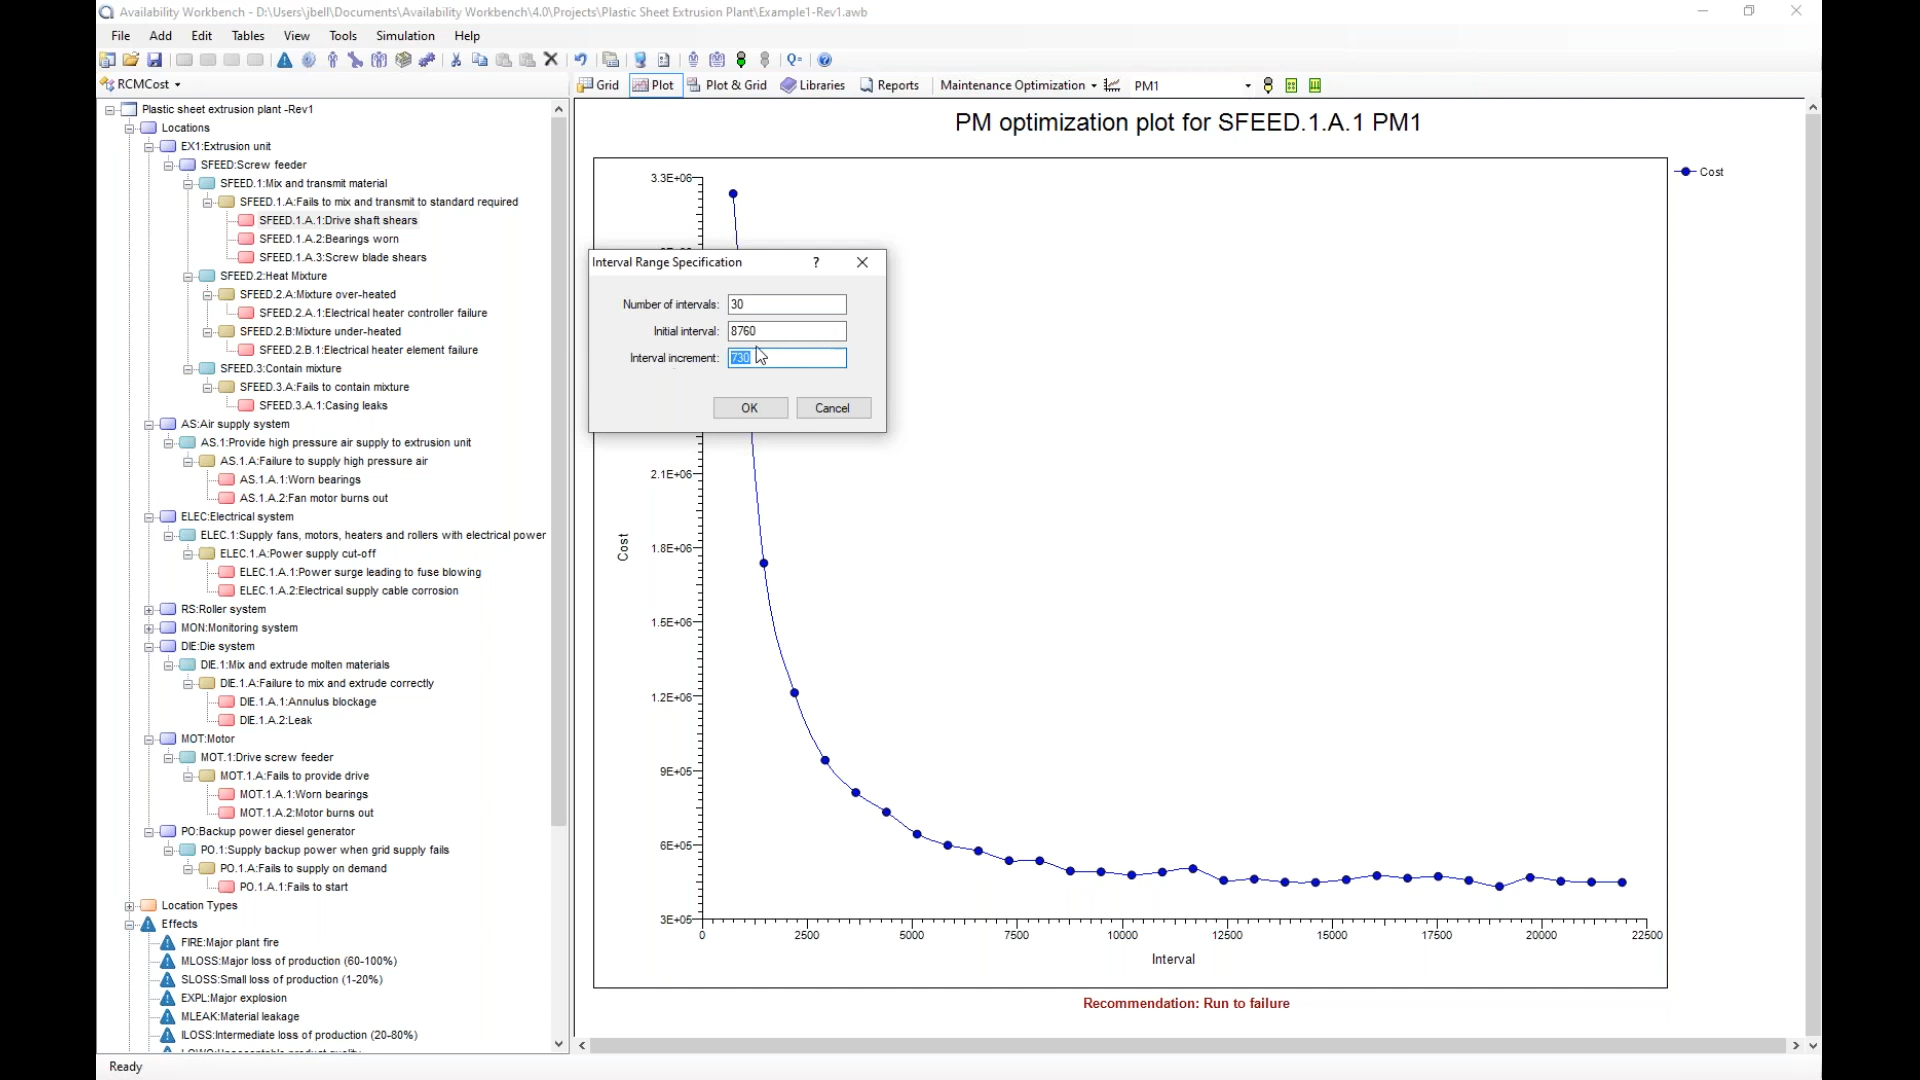 Availability Workbench - D:\Users\jbell\Documents\Availability Workbench\4.0\Projects\Plastic Sheet Extrusion Plant\Example1-Rev1.awb
File Add Edit Tables View Tools Simulation Help
RCMCost
Grid Plot Plot & Grid Libraries Reports Maintenance Optimization PM1
Plastic sheet extrusion plant -Rev1
Locations
EX1:Extrusion unit
SFEED:Screw feeder
SFEED.1:Mix and transmit material
SFEED.1.A:Fails to mix and transmit to standard required
SFEED.1.A.1:Drive shaft shears
SFEED.1.A.2:Bearings worn
SFEED.1.A.3:Screw blade shears
SFEED.2:Heat Mixture
SFEED.2.A:Mixture over-heated
SFEED.2.A.1:Electrical heater controller failure
SFEED.2.B:Mixture under-heated
SFEED.2.B.1:Electrical heater element failure
SFEED.3:Contain mixture
SFEED.3.A:Fails to contain mixture
SFEED.3.A.1:Casing leaks
AS:Air supply system
AS.1:Provide high pressure air supply to extrusion unit
AS.1.A:Failure to supply high pressure air
AS.1.A.1:Worn bearings
AS.1.A.2:Fan motor burns out
ELEC:Electrical system
ELEC.1:Supply fans, motors, heaters and rollers with electrical power
ELEC.1.A:Power supply cut-off
ELEC.1.A.1:Power surge leading to fuse blowing
ELEC.1.A.2:Electrical supply cable corrosion
RS:Roller system
MON:Monitoring system
DIE:Die system
DIE.1:Mix and extrude molten materials
DIE.1.A:Failure to mix and extrude correctly
DIE.1.A.1:Annulus blockage
DIE.1.A.2:Leak
MOT:Motor
MOT.1:Drive screw feeder
MOT.1.A:Fails to provide drive
MOT.1.A.1:Worn bearings
MOT.1.A.2:Motor burns out
PO:Backup power diesel generator
PO.1:Supply backup power when grid supply fails
PO.1.A:Fails to supply on demand
PO.1.A.1:Fails to start
Location Types
Effects
FIRE:Major plant fire
MLOSS:Major loss of production (60-100%)
SLOSS:Small loss of production (1-20%)
EXPL:Major explosion
MLEAK:Material leakage
ILOSS:Intermediate loss of production (20-80%)
Ready
PM optimization plot for SFEED.1.A.1 PM1
Cost
3.3E+06
Interval Range Specification ?
Number of intervals: 30
Initial interval: 8760
Interval increment: 730
OK Cancel
2.1E+06
1.8E+06
1.5E+06
1.2E+06
9E+05
6E+05
3E+05
Cost
0 2500 5000 7500 10000 12500 15000 17500 20000 22500
Interval
Recommendation: Run to failure